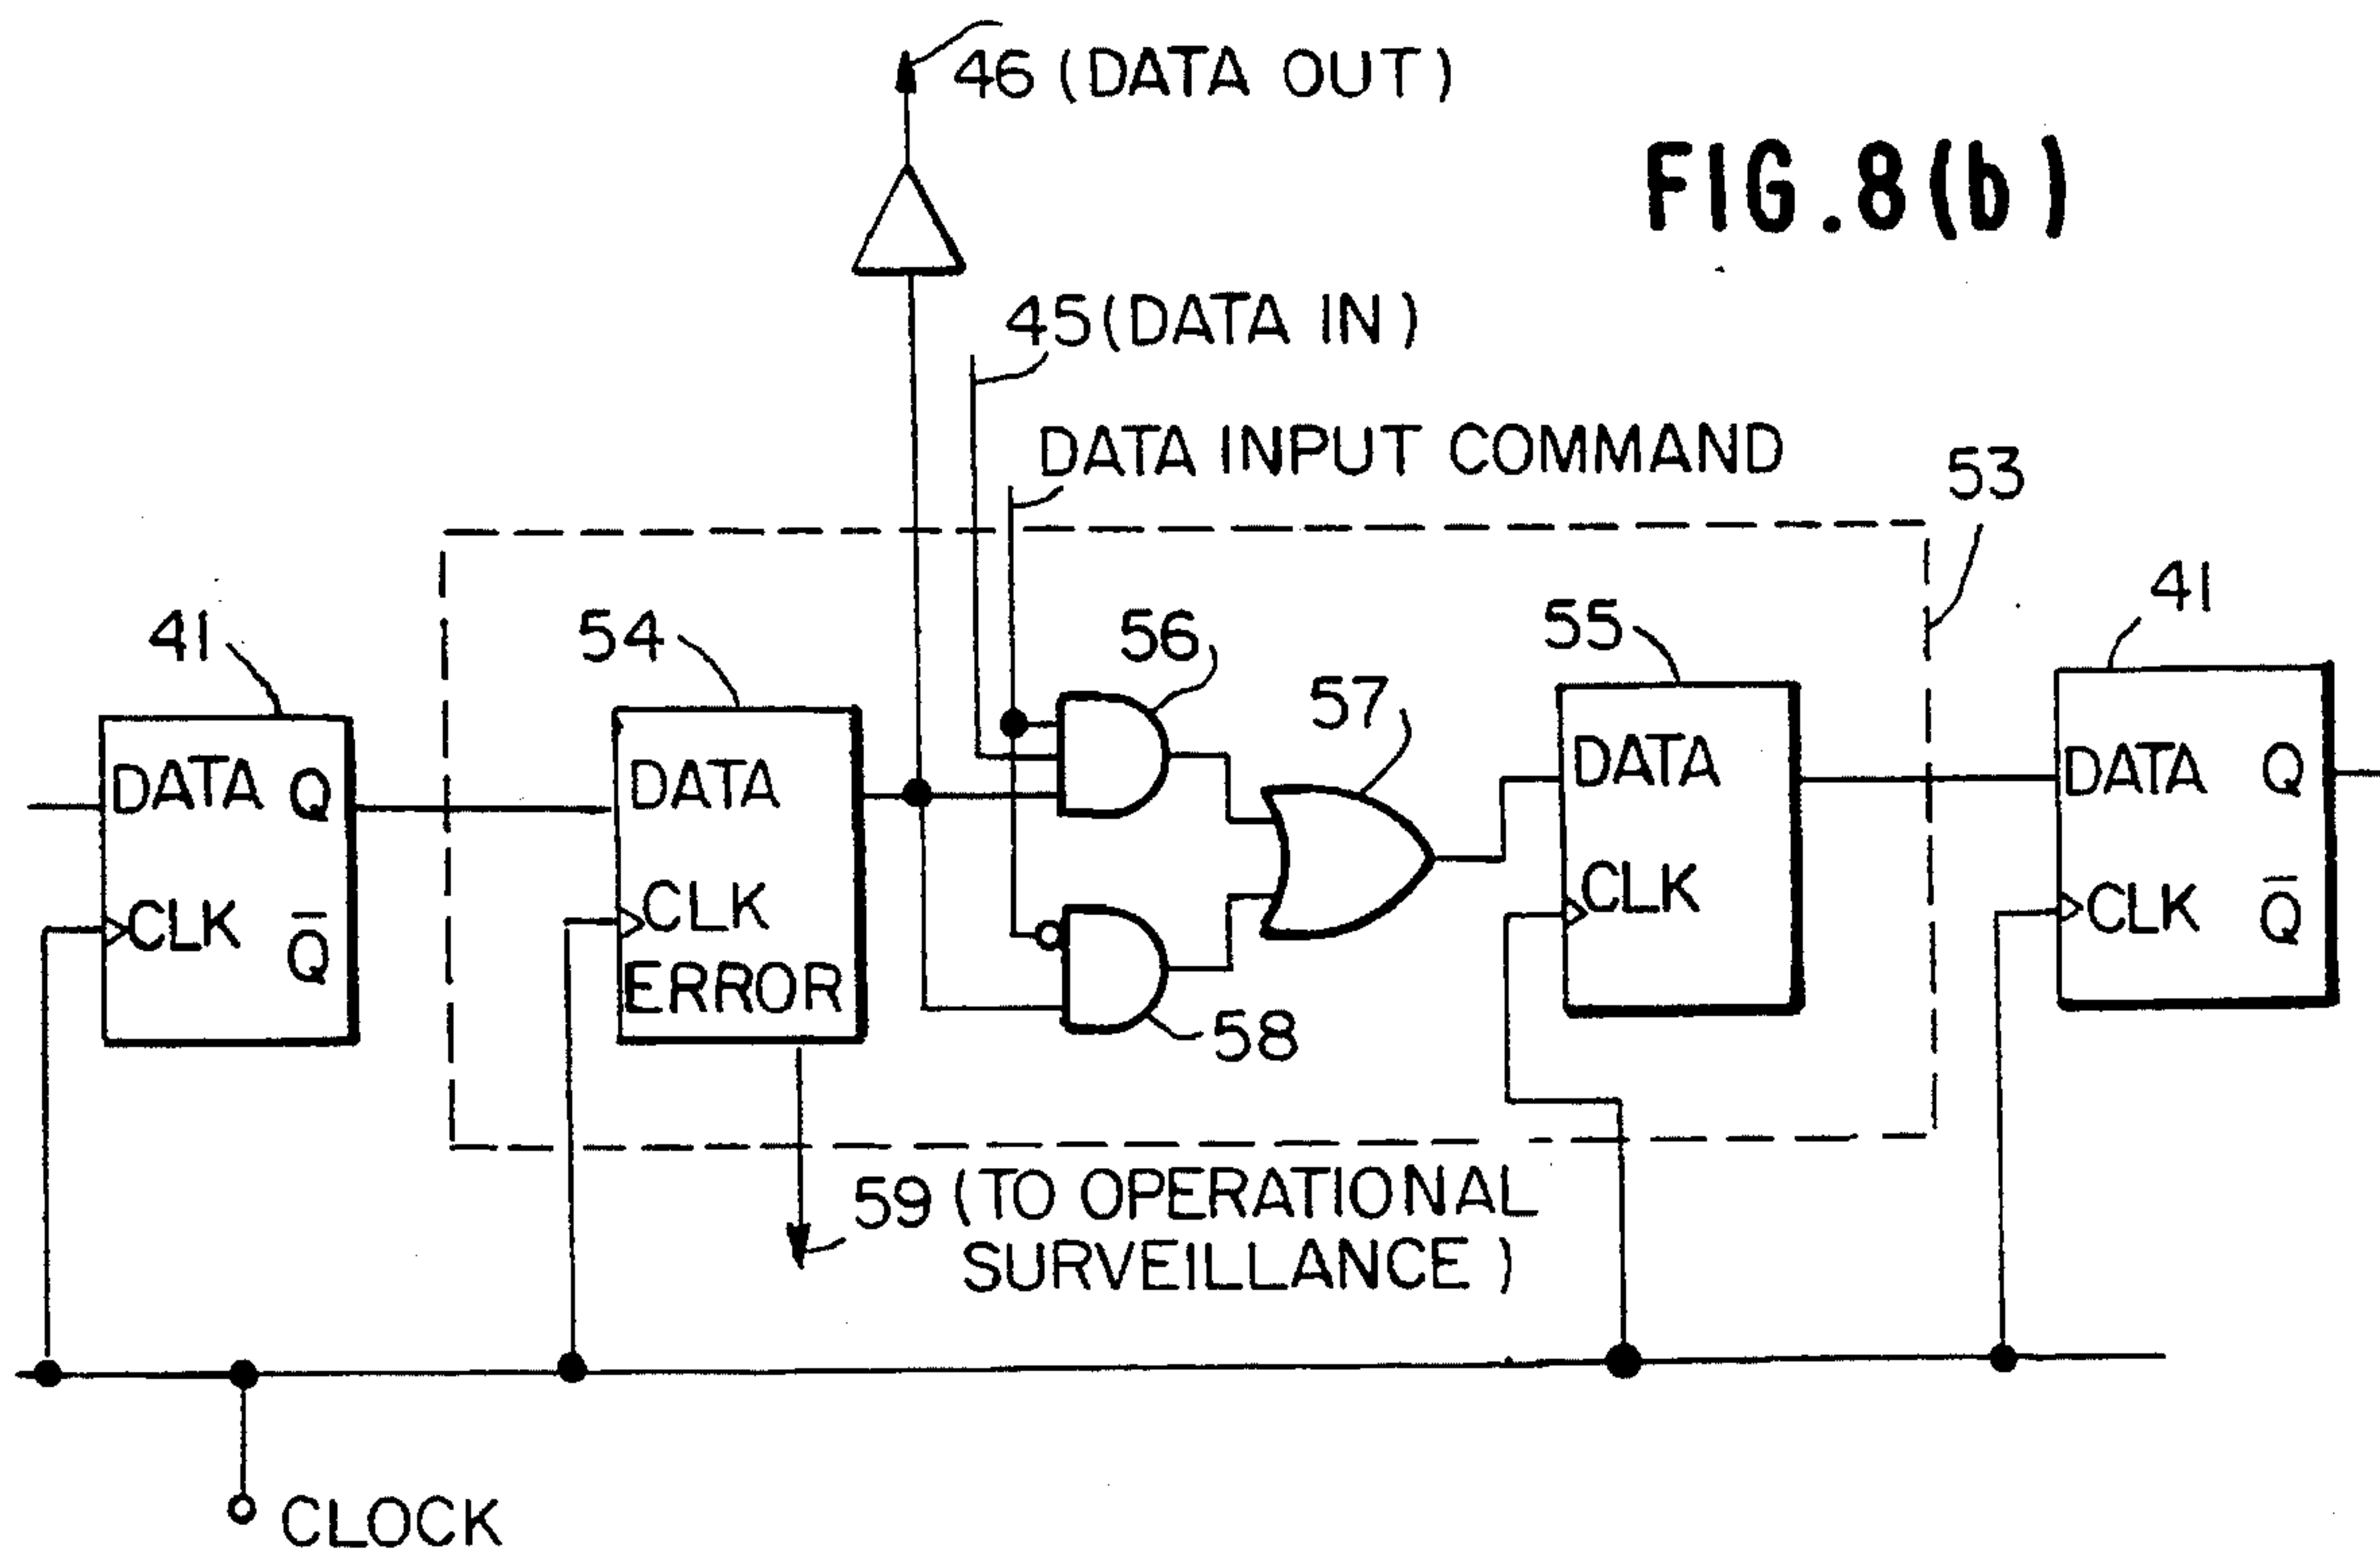 46 (DATA OUT)
FIG.8(b)
45(DATA IN)
DATA INPUT COMMAND
53
41
54
56
55
41
57
DATA Q
CLK Q̅
DATA
CLK
ERROR
DATA
CLK
DATA Q
CLK Q̅
58
59 (TO OPERATIONAL
SURVEILLANCE)
CLOCK